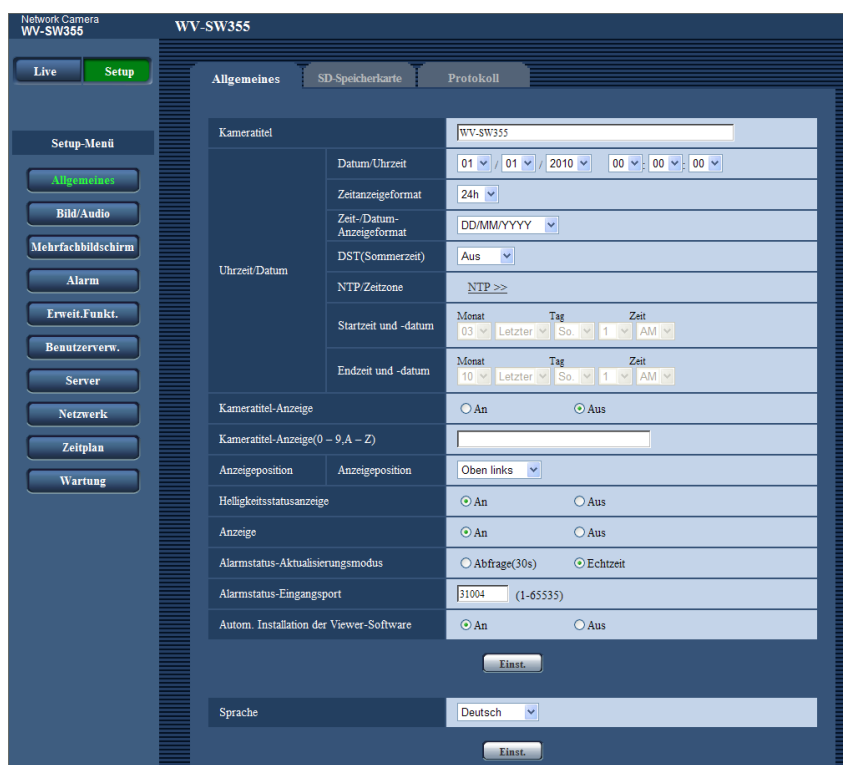 Network Camera
WV-SW355
WV-SW355
Live Setup
Setup-Menü
Allgemeines
Bild/Audio
Mehrfachbildschirm
Alarm
Erweit.Funkt.
Benutzerverw.
Server
Netzwerk
Zeitplan
Wartung
Allgemeines SD-Speicherkarte Protokoll
Kameratitel WV-SW355
Uhrzeit/Datum
Datum/Uhrzeit 01 / 01 / 2010 00 : 00 : 00
Zeitanzeigeformat 24h
Zeit-/Datum-
Anzeigeformat DD/MM/YYYY
DST(Sommerzeit) Aus
NTP/Zeitzone NTP >>
Startzeit und -datum
Monat Tag Zeit
03 Letzter So. 1 AM
Endzeit und -datum
Monat Tag Zeit
10 Letzter So. 1 AM
Kameratitel-Anzeige An Aus
Kameratitel-Anzeige(0 – 9,A – Z)
Anzeigeposition Anzeigeposition Oben links
Helligkeitsstatusanzeige An Aus
Anzeige An Aus
Alarmstatus-Aktualisierungsmodus Abfrage(30s) Echtzeit
Alarmstatus-Eingangsport 31004 (1-65535)
Autom. Installation der Viewer-Software An Aus
Einst.
Sprache Deutsch
Einst.